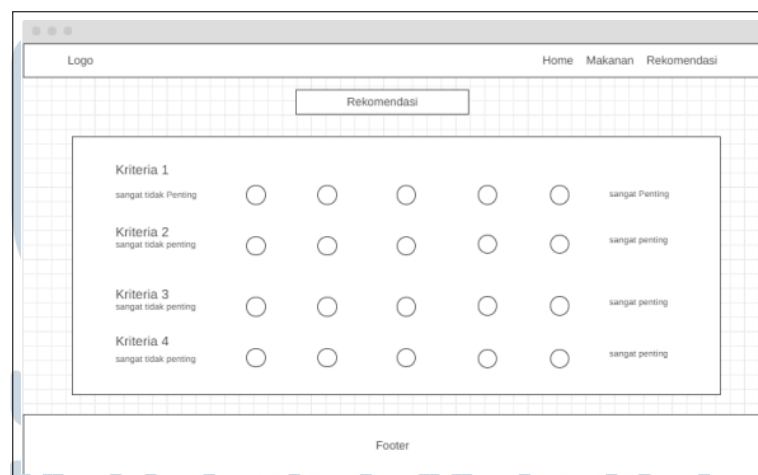 Logo Home Makanan Rekomendasi
Rekomendasi
Kriteria 1
sangat tidak Penting sangat Penting
Kriteria 2
sangat tidak penting sangat penting
Kriteria 3
sangat tidak penting sangat penting
Kriteria 4
sangat tidak penting sangat penting
Footer